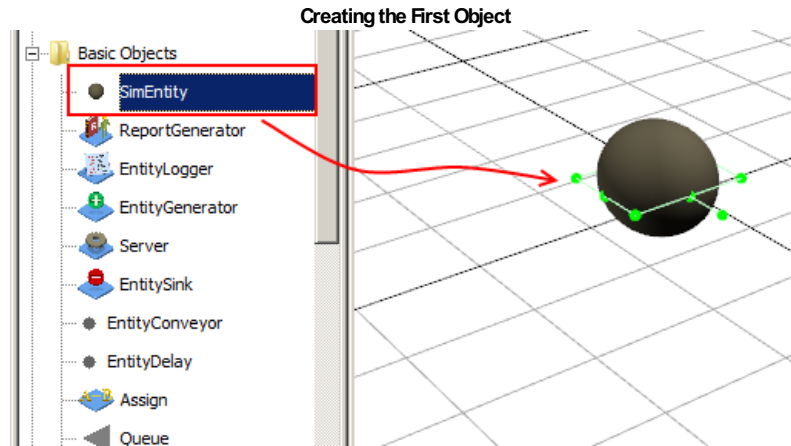 Creating the First Object
Basic Objects
SimEntity
ReportGenerator
EntityLogger
EntityGenerator
Server
EntitySink
EntityConveyor
EntityDelay
Assign
Queue